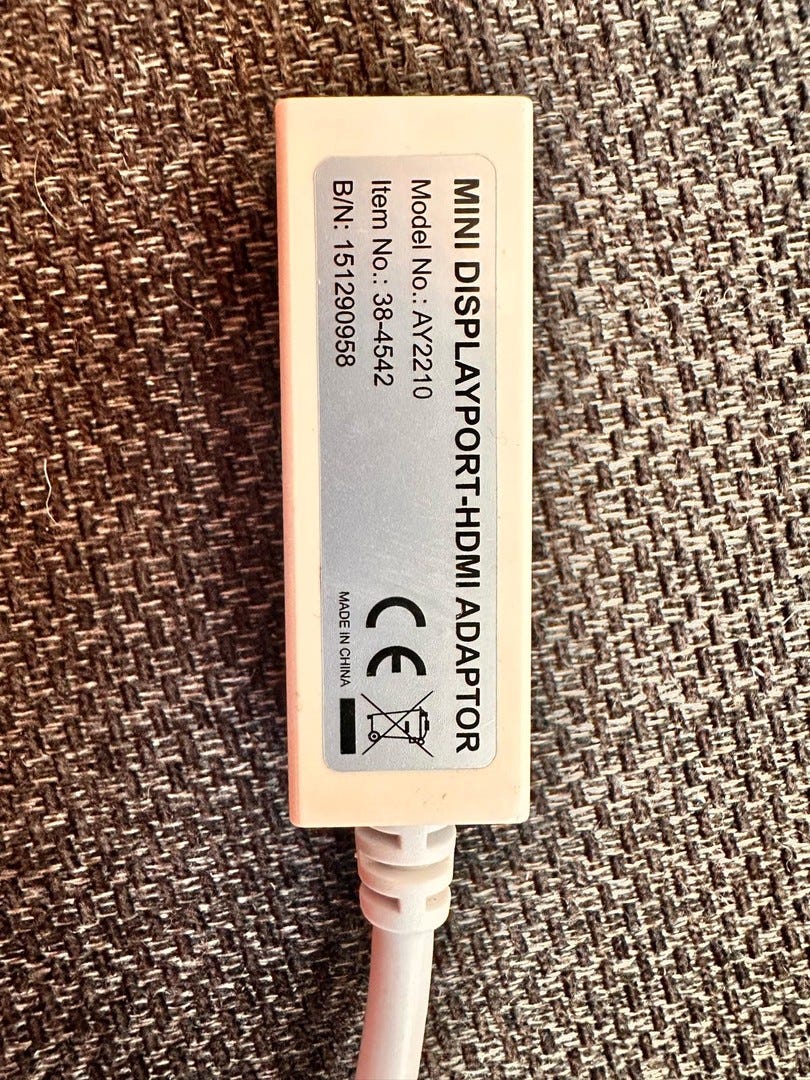 MINI DISPLAYPORT-HDMI ADAPTOR
Model No.: AY2210
Item No.: 38-4542
B/N: 151290958
CE
MADE IN CHINA